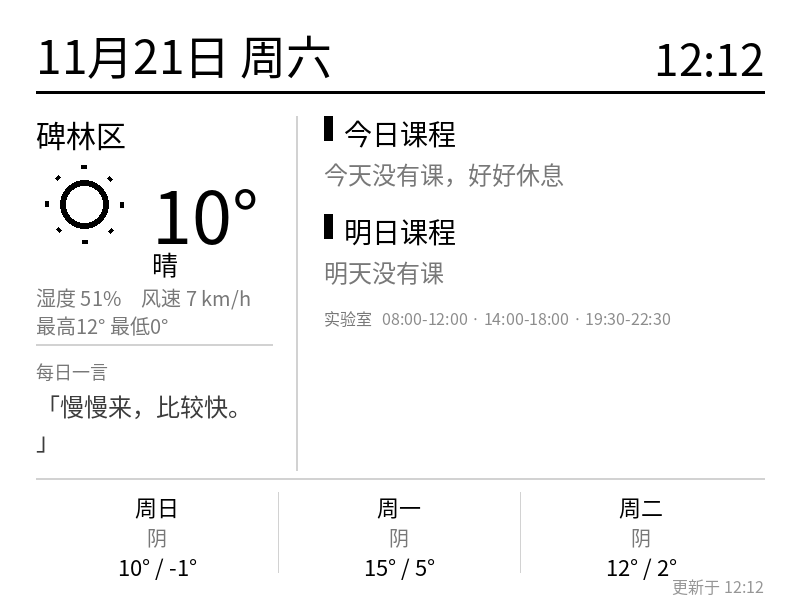 11月21日 周六
12:12
碑林区
10°
晴
湿度 51%  风速 7 km/h
最高12° 最低0°
每日一言
「慢慢来，比较快。
」
今日课程
今天没有课，好好休息
明日课程
明天没有课
实验室 08:00-12:00 · 14:00-18:00 · 19:30-22:30
周日
阴
10° / -1°
周一
阴
15° / 5°
周二
阴
12° / 2°
更新于 12:12